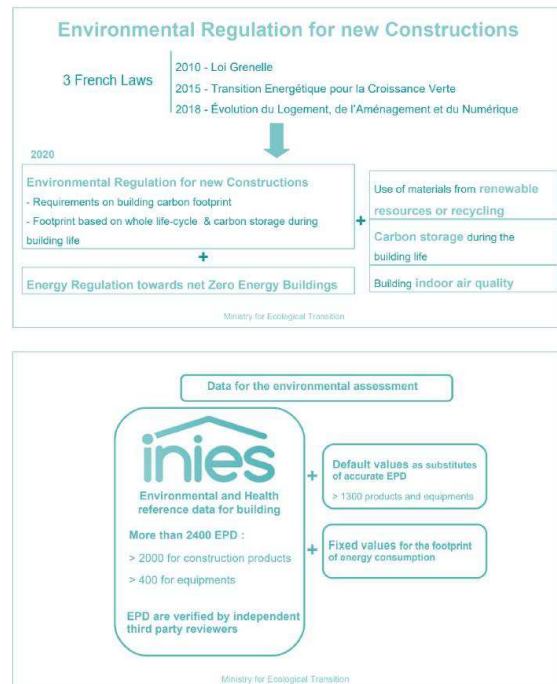 Environmental Regulation for new Constructions
3 French Laws
2010 - Loi Grenelle
2015 - Transition Energétique pour la Croissance Verte
2018 - Évolution du Logement, de l'Aménagement et du Numérique
2020
Environmental Regulation for new Constructions
- Requirements on building carbon footprint
- Footprint based on whole life-cycle & carbon storage during
building life
+
Energy Regulation towards net Zero Energy Buildings
+
Use of materials from renewable
resources or recycling
Carbon storage during the
building life
Building indoor air quality
Ministry for Ecological Transition
Data for the environmental assessment
inies
Environmental and Health
reference data for building
More than 2400 EPD :
> 2000 for construction products
> 400 for equipments
EPD are verified by independent
third party reviewers
+
Default values as substitutes
of accurate EPD
> 1300 products and equipments
+
Fixed values for the footprint
of energy consumption
Ministry for Ecological Transition